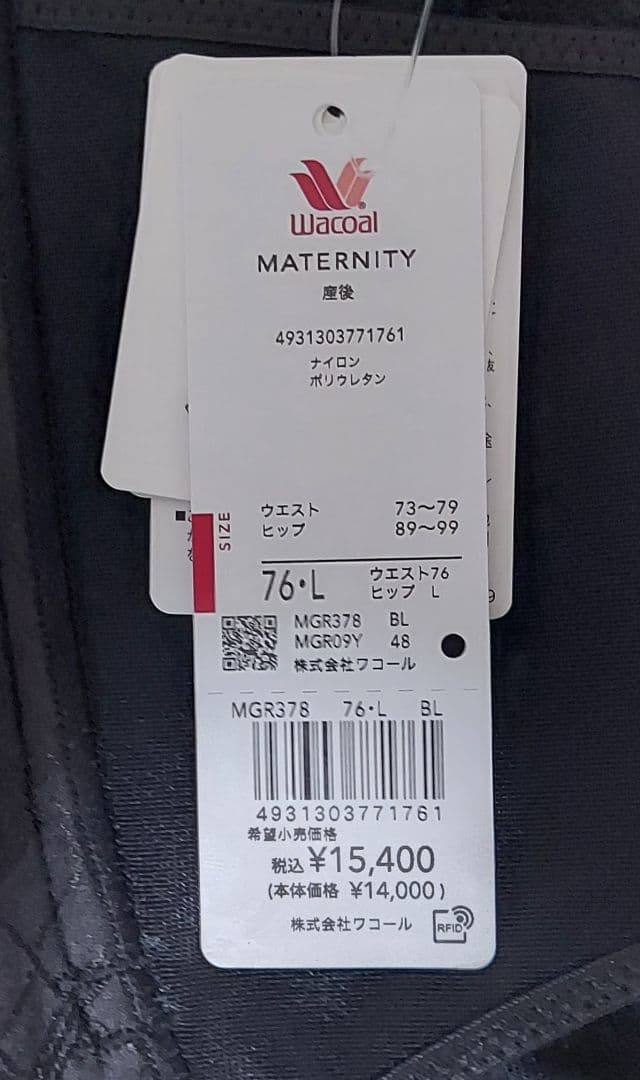 Wacoal
MATERNITY
産後
4931303771761
ナイロン
ポリウレタン
SIZE
ウエスト 73〜79
ヒップ 89〜99
76・L ウエスト76
ヒップ L
MGR378 BL
MGR09Y 48
株式会社ワコール
MGR378 76・L BL
4931303771761
希望小売価格
税込 ¥15,400
(本体価格 ¥14,000)
株式会社ワコール
RFID